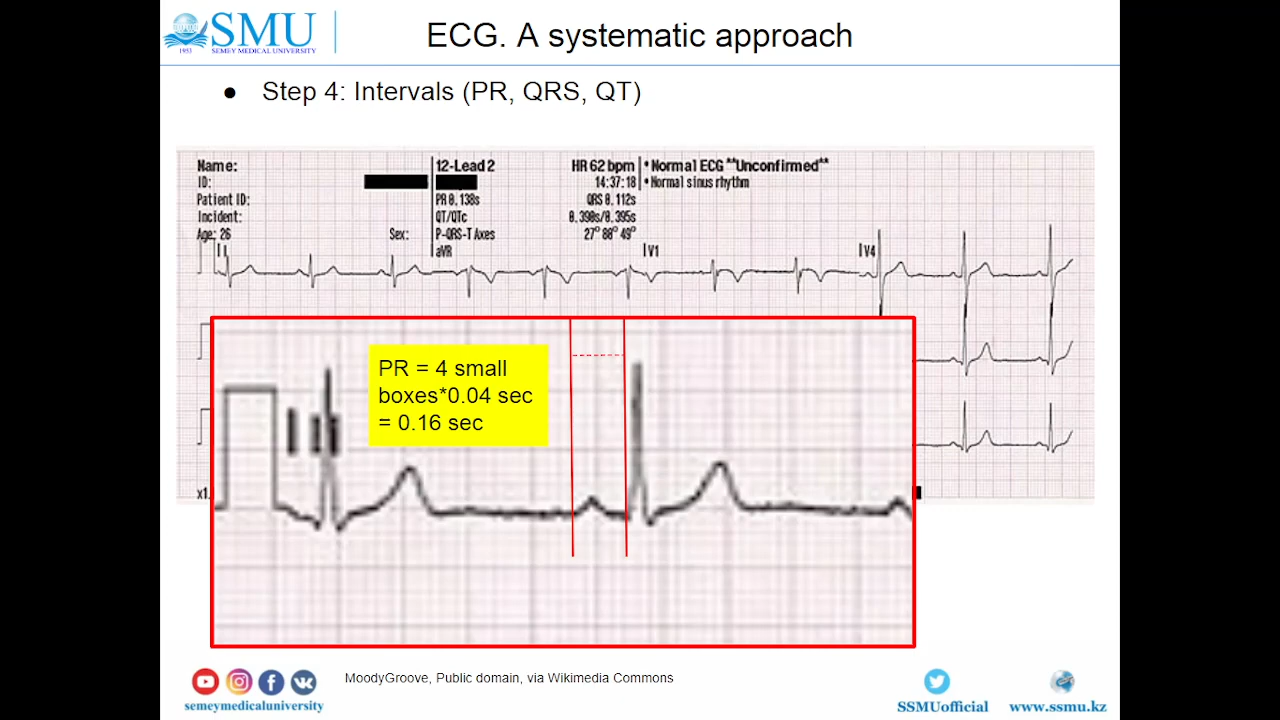 SMU
SEMEY MEDICAL UNIVERSITY
1953
ECG. A systematic approach
● Step 4: Intervals (PR, QRS, QT)
Name:
ID:
Patient ID:
Incident:
Age: 26 Sex:
12-Lead 2
PR 0.138s
QT/QTc
P-QRS-T Axes
aVR
HR 62 bpm
14:37:18
QRS 0.112s
0.390s/0.395s
27° 88° 49°
• Normal ECG **Unconfirmed**
• Normal sinus rhythm
V1
V4
PR = 4 small
boxes*0.04 sec
= 0.16 sec
III
x1.
MoodyGroove, Public domain, via Wikimedia Commons
semeymedicaluniversity
SSMUofficial
www.ssmu.kz